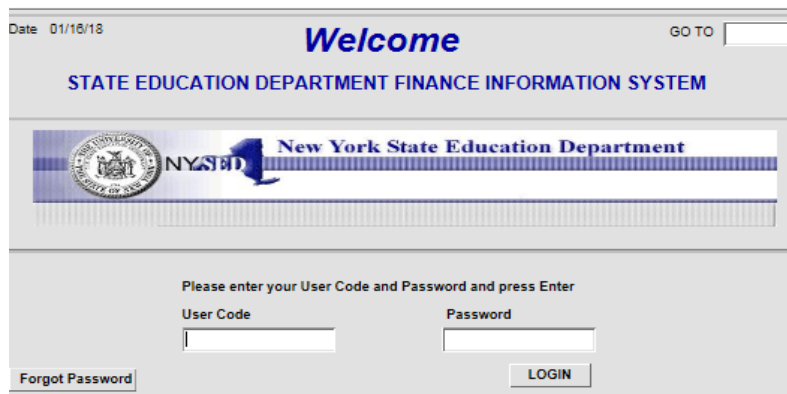 Date 01/16/18
Welcome
GO TO
STATE EDUCATION DEPARTMENT FINANCE INFORMATION SYSTEM
NYSED
New York State Education Department
Please enter your User Code and Password and press Enter
User Code Password
Forgot Password
LOGIN